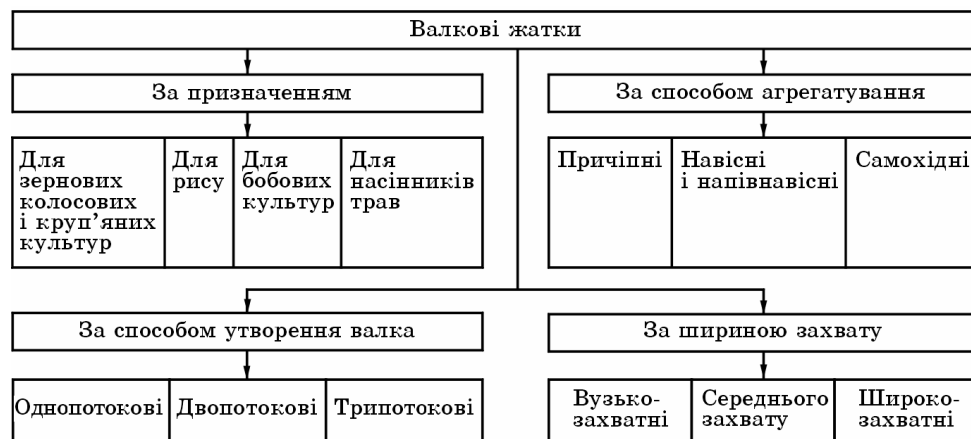 Валкові жатки
За призначенням
За способом агрегатування
Для
зернових
колосових
і круп'яних
культур
Для
рису
Для
бобових
культур
Для
насінників
трав
Причіпні
Навісні
і напівнавісні
Самохідні
За способом утворення валка
За шириною захвату
Однопотокові
Двопотокові
Трипотокові
Вузько-
захватні
Середнього
захвату
Широко-
захватні